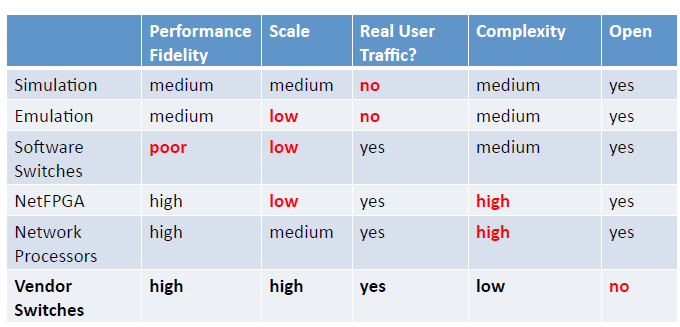 Performance Fidelity Scale Real User Traffic? Complexity Open
Simulation medium medium no medium yes
Emulation medium low no medium yes
Software Switches poor low yes medium yes
NetFPGA high low yes high yes
Network Processors high medium yes high yes
Vendor Switches high high yes low no